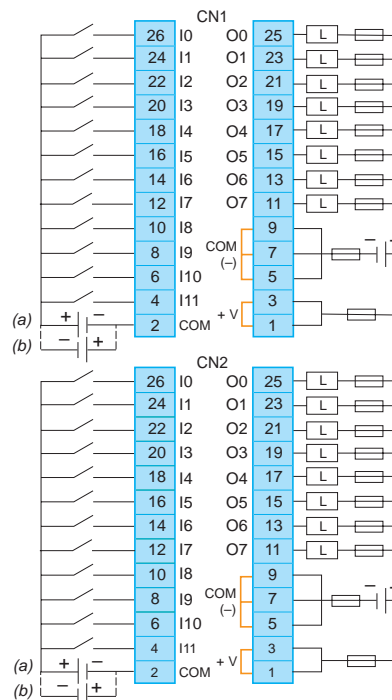 CN1
26 I0 O0 25 L
24 I1 O1 23 L
22 I2 O2 21 L
20 I3 O3 19 L
18 I4 O4 17 L
16 I5 O5 15 L
14 I6 O6 13 L
12 I7 O7 11 L
10 I8 9
8 I9 COM (–) 7 – –
6 I10 5
4 I11 3
(a) + – + V
2 COM 1
(b) – +
CN2
26 I0 O0 25 L
24 I1 O1 23 L
22 I2 O2 21 L
20 I3 O3 19 L
18 I4 O4 17 L
16 I5 O5 15 L
14 I6 O6 13 L
12 I7 O7 11 L
10 I8 9
8 I9 COM (–) 7 – –
6 I10 5
4 I11 3
(a) + – + V
2 COM 1
(b) – +